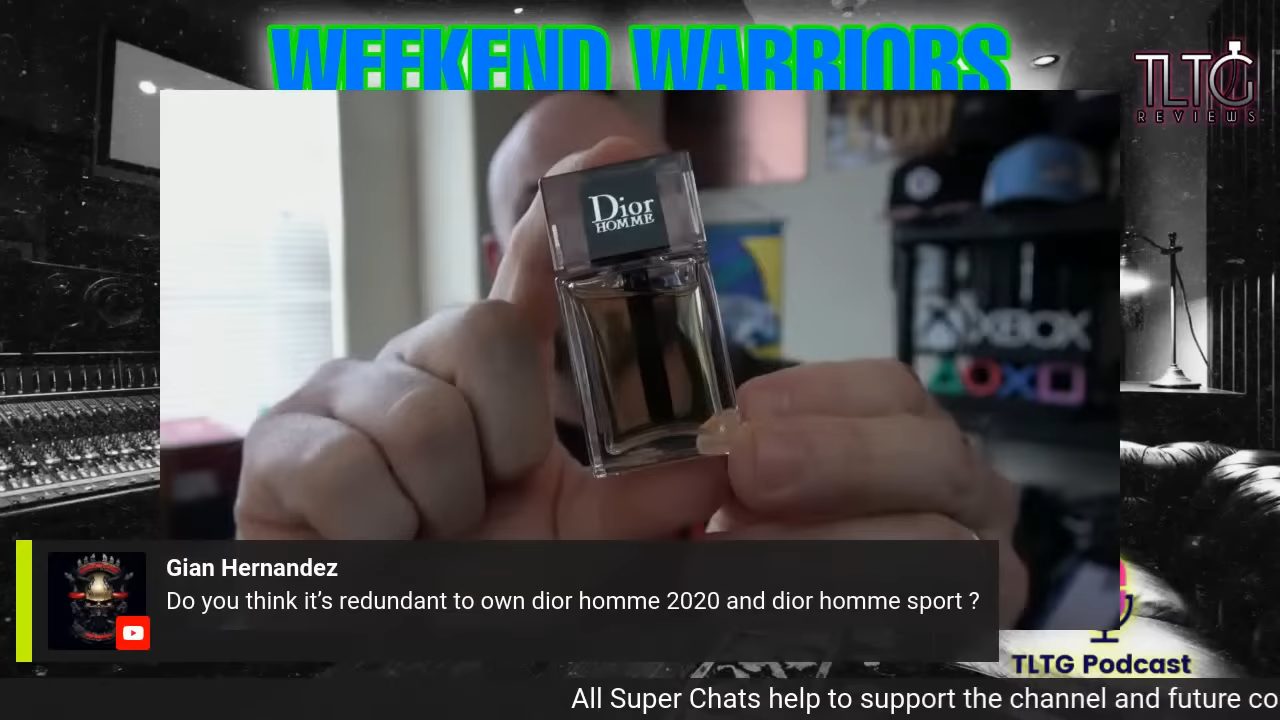 WEEKEND WARRIORS
TLTG
REVIEWS
Dior
HOMME
XBOX
Gian Hernandez
Do you think it’s redundant to own dior homme 2020 and dior homme sport ?
TLTG Podcast
All Super Chats help to support the channel and future co